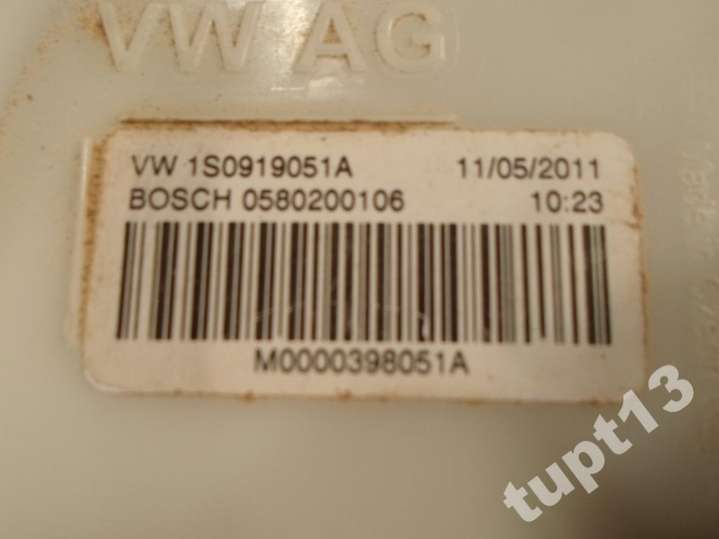 VW AG
VW 1S0919051A 11/05/2011
BOSCH 0580200106 10:23
M0000398051A
tupt13